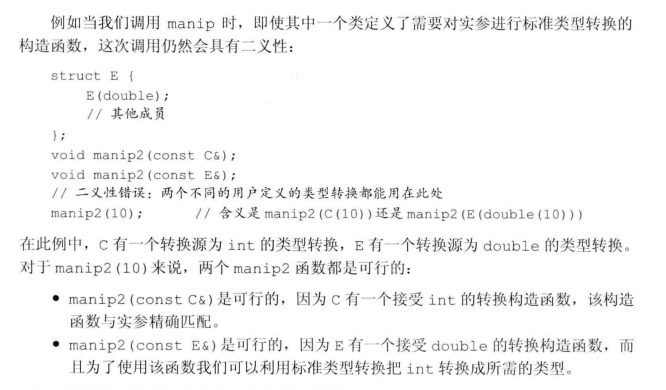 例如当我们调用 manip 时，即使其中一个类定义了需要对实参进行标准类型转换的
构造函数，这次调用仍然会具有二义性：
struct E {
    E(double);
    // 其他成员
};
void manip2(const C&);
void manip2(const E&);
// 二义性错误：两个不同的用户定义的类型转换都能用在此处
manip2(10);      // 含义是 manip2(C(10))还是 manip2(E(double(10)))
在此例中，C 有一个转换源为 int 的类型转换，E 有一个转换源为 double 的类型转换。
对于 manip2(10)来说，两个 manip2 函数都是可行的：
● manip2(const C&)是可行的，因为 C 有一个接受 int 的转换构造函数，该构造
函数与实参精确匹配。
● manip2(const E&)是可行的，因为 E 有一个接受 double 的转换构造函数，而
且为了使用该函数我们可以利用标准类型转换把 int 转换成所需的类型。